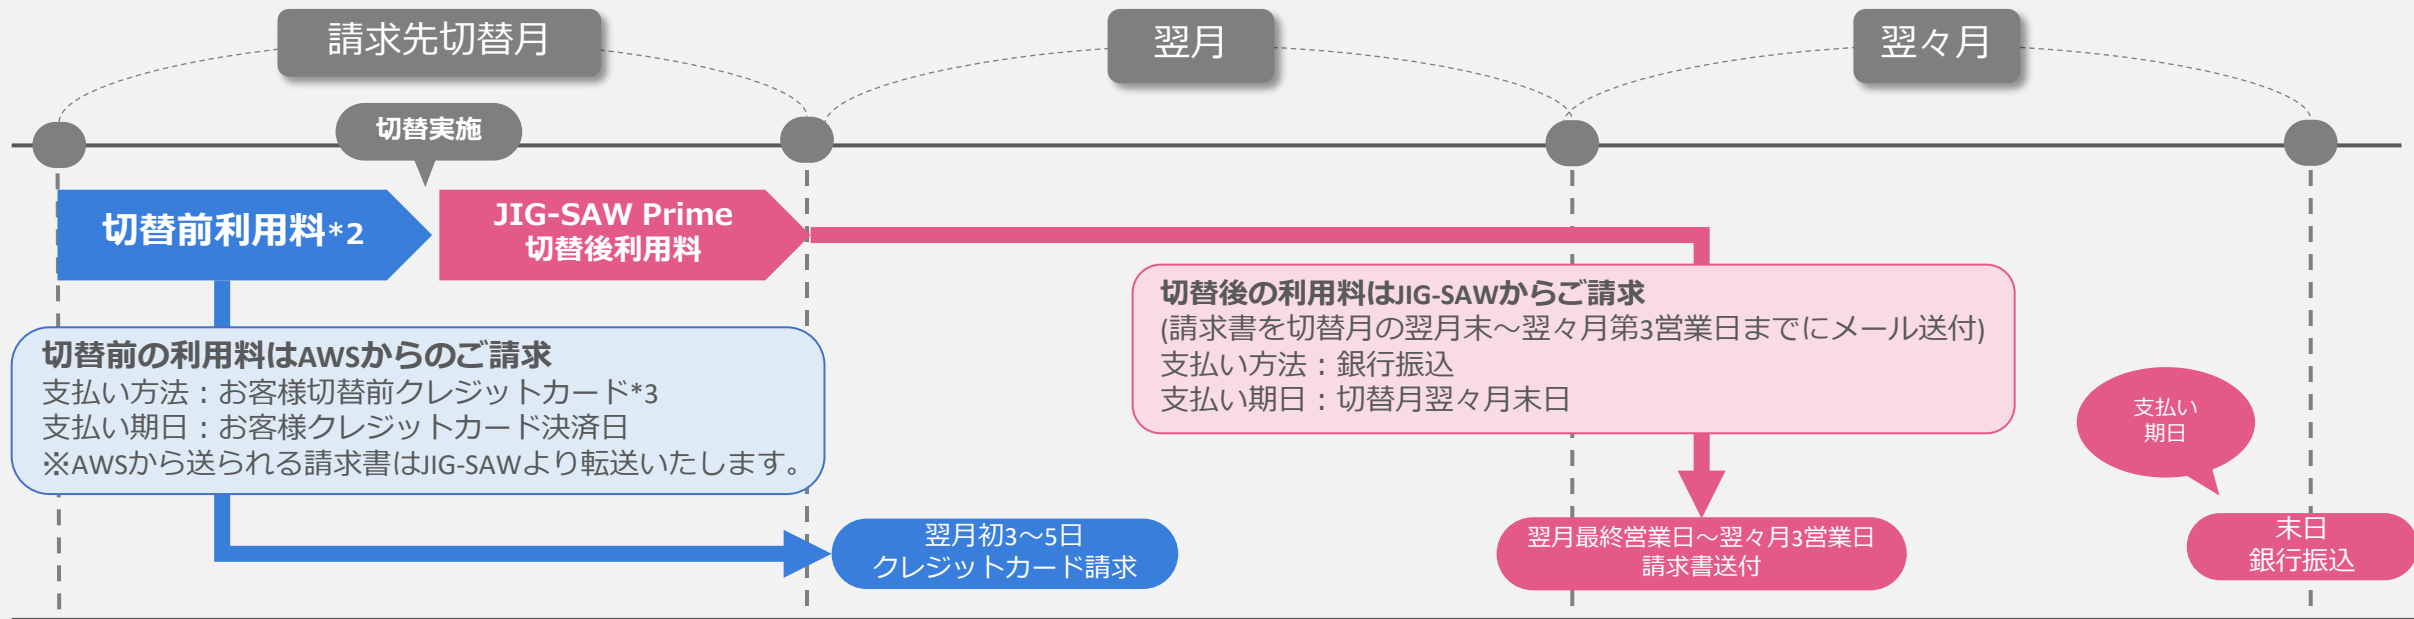 請求先切替月
翌月
翌々月
切替実施
切替前利用料*2
JIG-SAW Prime
切替後利用料
切替前の利用料はAWSからのご請求
支払い方法：お客様切替前クレジットカード*3
支払い期日：お客様クレジットカード決済日
※AWSから送られる請求書はJIG-SAWより転送いたします。
切替後の利用料はJIG-SAWからご請求
(請求書を切替月の翌月末～翌々月第3営業日までにメール送付)
支払い方法：銀行振込
支払い期日：切替月翌々月末日
支払い
期日
翌月初3～5日
クレジットカード請求
翌月最終営業日～翌々月3営業日
請求書送付
末日
銀行振込